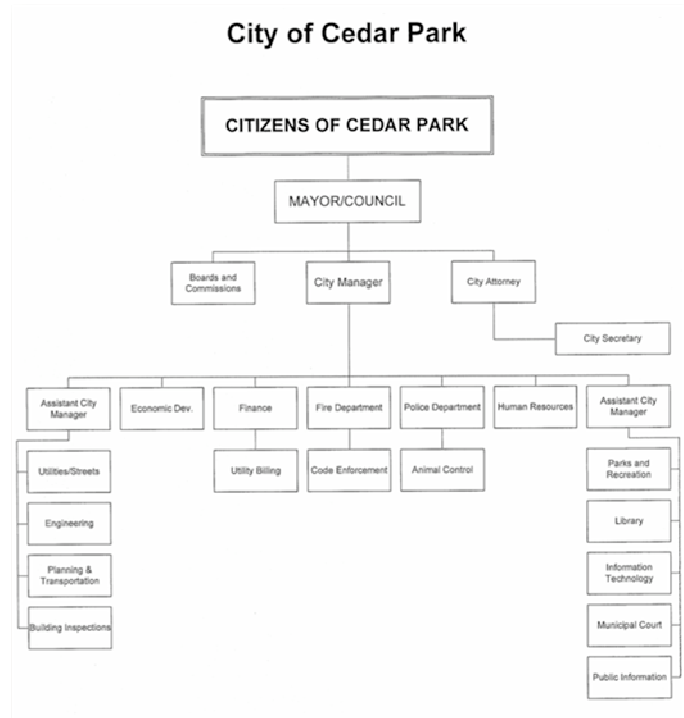 City of Cedar Park
CITIZENS OF CEDAR PARK
MAYOR/COUNCIL
Boards and
Commissions
City Manager
City Attorney
City Secretary
Assistant City
Manager
Economic Dev.
Finance
Fire Department
Police Department
Human Resources
Assistant City
Manager
Utilities/Streets
Utility Billing
Code Enforcement
Animal Control
Parks and
Recreation
Engineering
Library
Planning &
Transportation
Information
Technology
Building Inspections
Municipal Court
Public Information